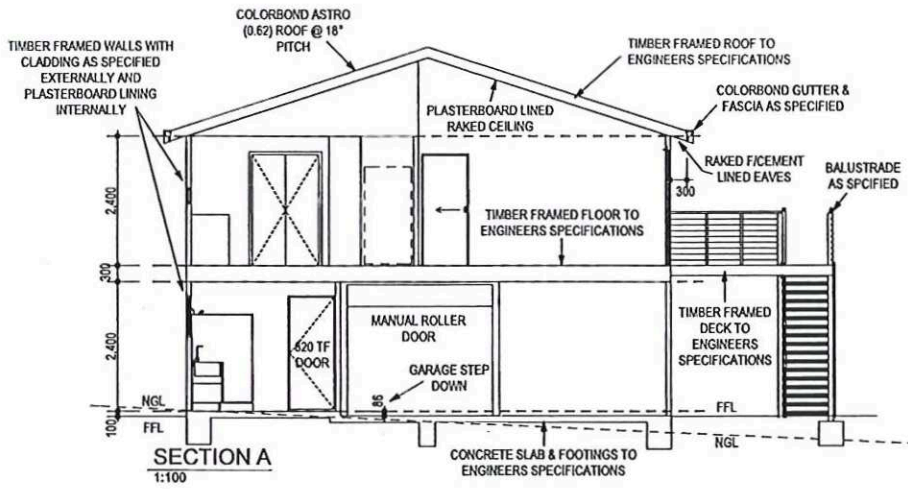 COLORBOND ASTRO
(0.62) ROOF @ 18°
PITCH
TIMBER FRAMED WALLS WITH
CLADDING AS SPECIFIED
EXTERNALLY AND
PLASTERBOARD LINING
INTERNALLY
TIMBER FRAMED ROOF TO
ENGINEERS SPECIFICATIONS
COLORBOND GUTTER &
FASCIA AS SPECIFIED
PLASTERBOARD LINED
RAKED CEILING
RAKED F/CEMENT
LINED EAVES
300
BALUSTRADE
AS SPCIFIED
2,400
TIMBER FRAMED FLOOR TO
ENGINEERS SPECIFICATIONS
300
MANUAL ROLLER
DOOR
TIMBER FRAMED
DECK TO
ENGINEERS
SPECIFICATIONS
2,400
820 TF
DOOR
GARAGE STEP
DOWN
86
NGL
FFL
100
FFL
NGL
SECTION A
1:100
CONCRETE SLAB & FOOTINGS TO
ENGINEERS SPECIFICATIONS